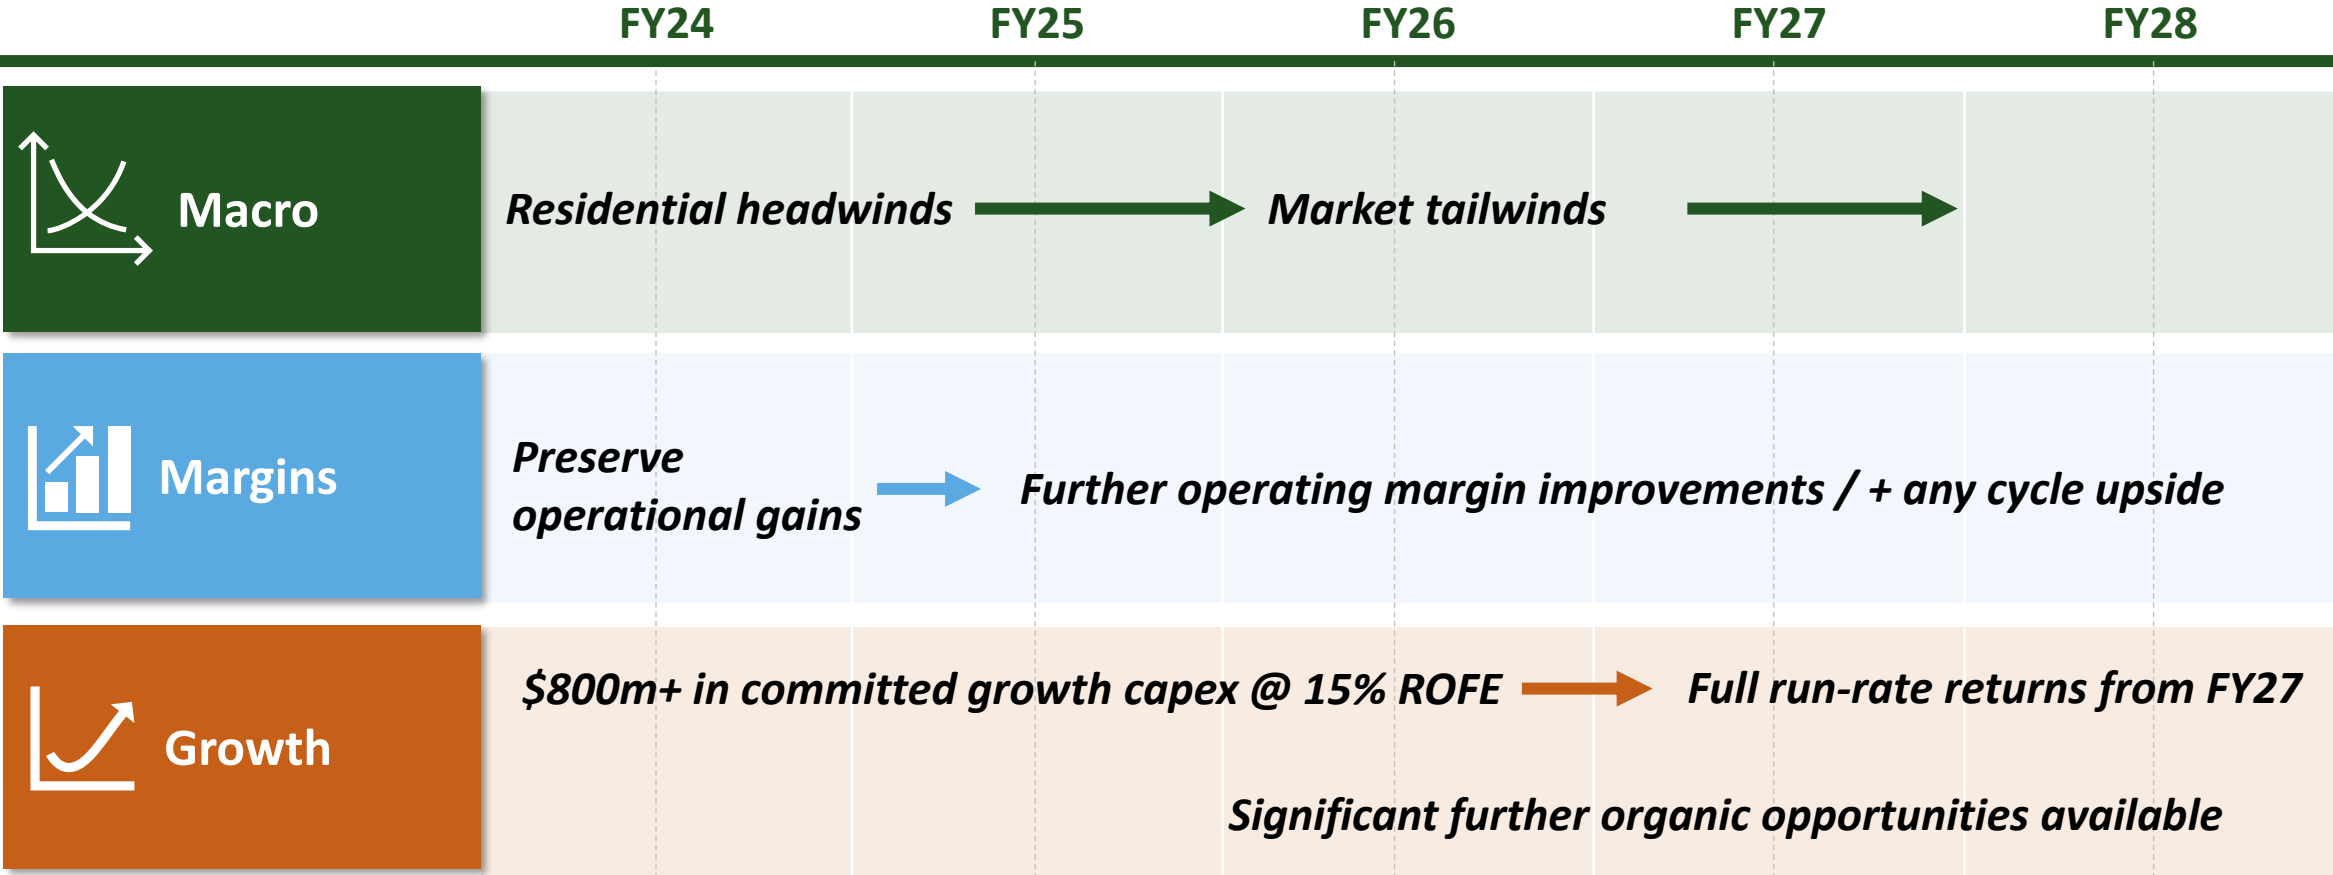 FY24 FY25 FY26 FY27 FY28
Macro
Residential headwinds
Market tailwinds
Margins
Preserve
operational gains
Further operating margin improvements / + any cycle upside
Growth
$800m+ in committed growth capex @ 15% ROFE
Full run-rate returns from FY27
Significant further organic opportunities available